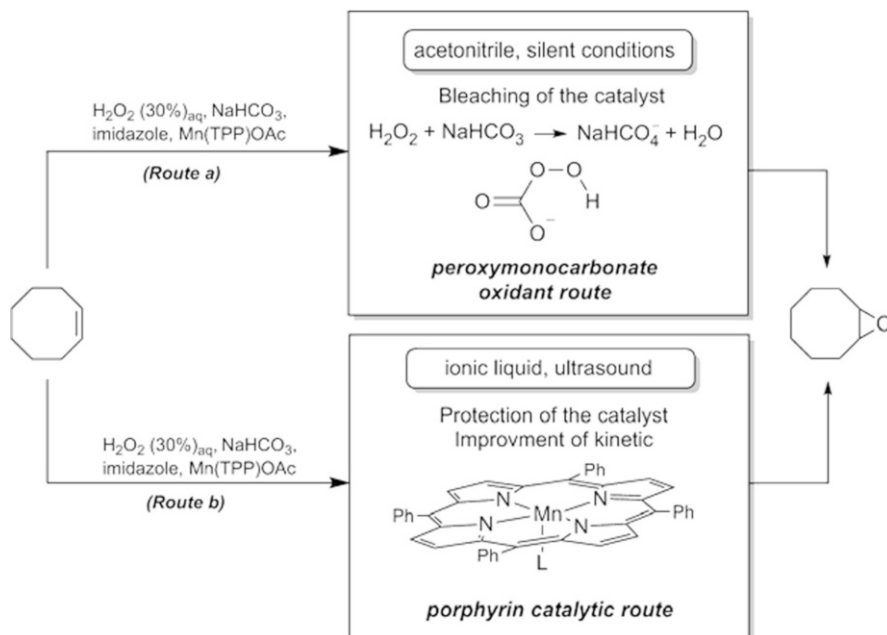 acetonitrile, silent conditions
H₂O₂ (30%)aq, NaHCO₃,
imidazole, Mn(TPP)OAc
(Route a)
Bleaching of the catalyst
H₂O₂ + NaHCO₃ → NaHCO₄⁻ + H₂O
O O
O H
O⁻
peroxymonocarbonate
oxidant route
O
ionic liquid, ultrasound
H₂O₂ (30%)aq, NaHCO₃,
imidazole, Mn(TPP)OAc
(Route b)
Protection of the catalyst
Improvment of kinetic
Ph
N N
Ph Mn Ph
N N
Ph
L
porphyrin catalytic route